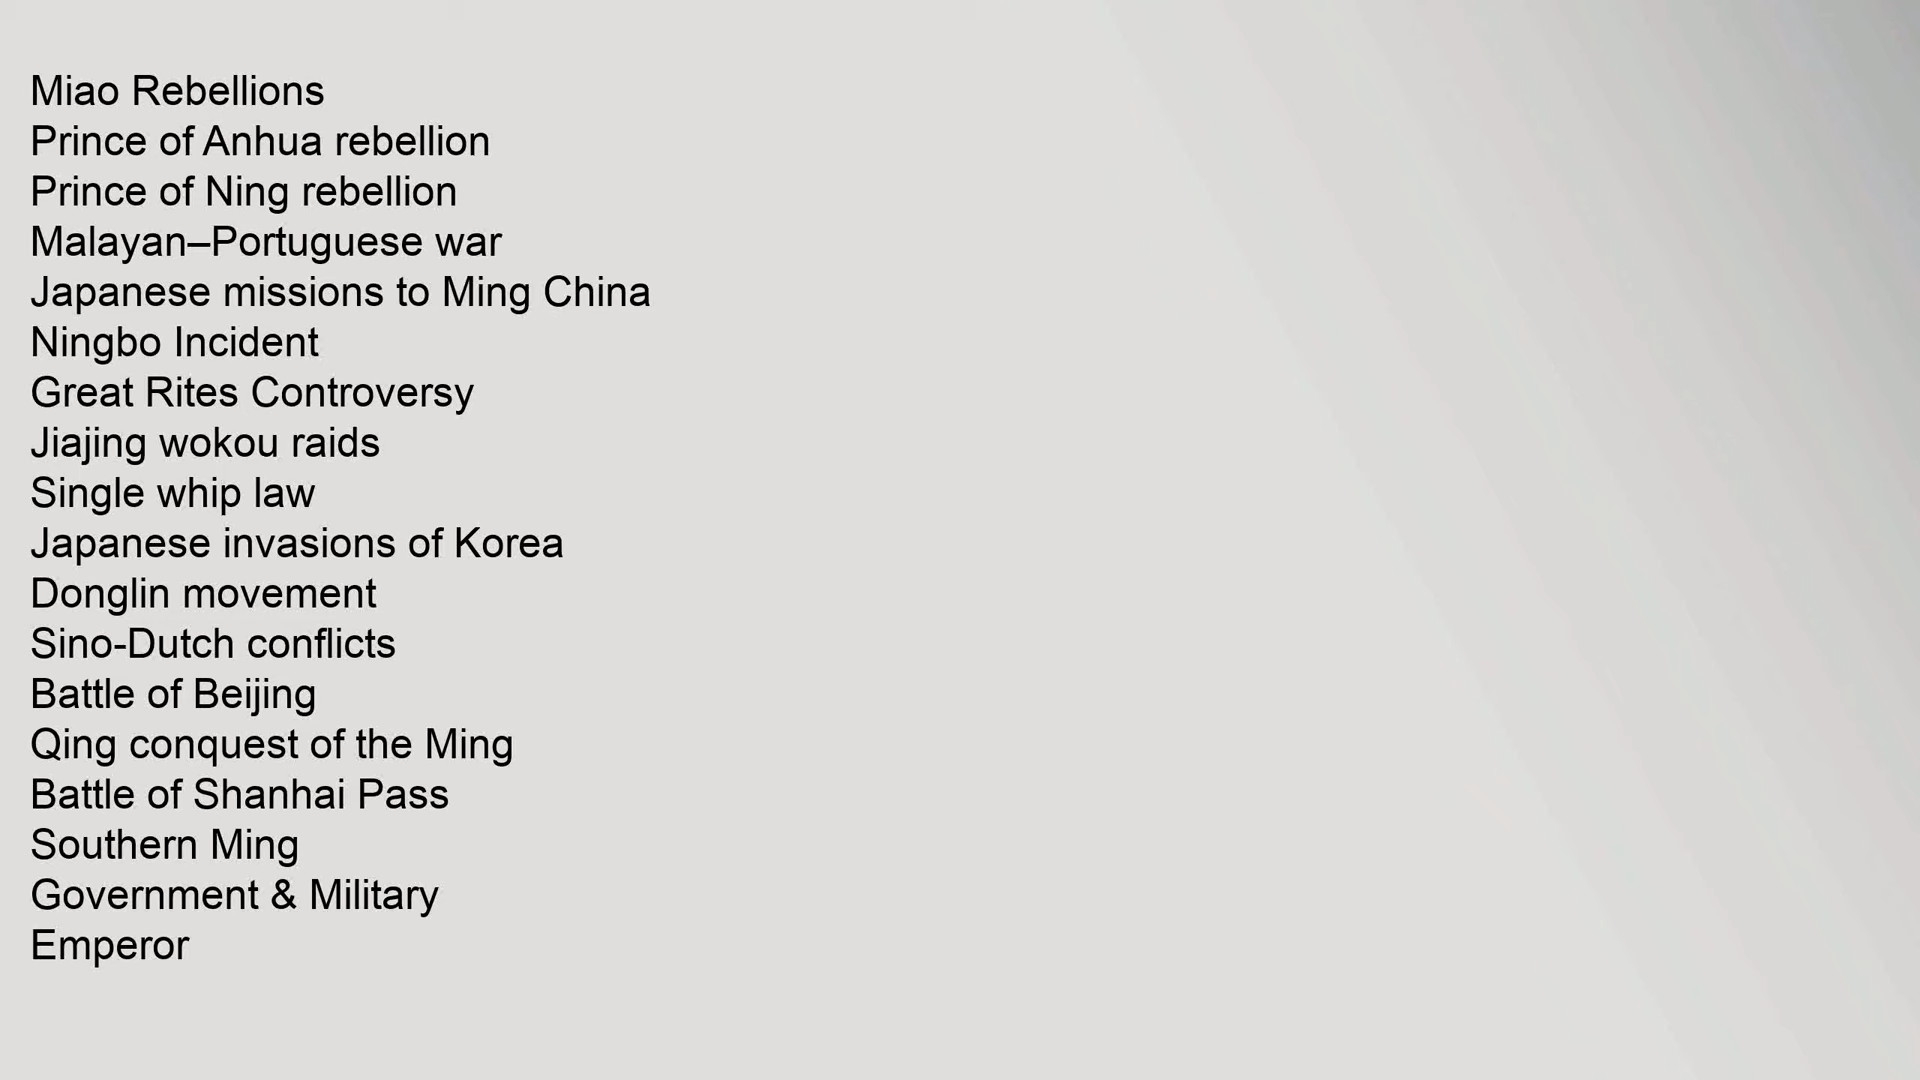 Miao Rebellions
Prince of Anhua rebellion
Prince of Ning rebellion
Malayan–Portuguese war
Japanese missions to Ming China
Ningbo Incident
Great Rites Controversy
Jiajing wokou raids
Single whip law
Japanese invasions of Korea
Donglin movement
Sino-Dutch conflicts
Battle of Beijing
Qing conquest of the Ming
Battle of Shanhai Pass
Southern Ming
Government & Military
Emperor